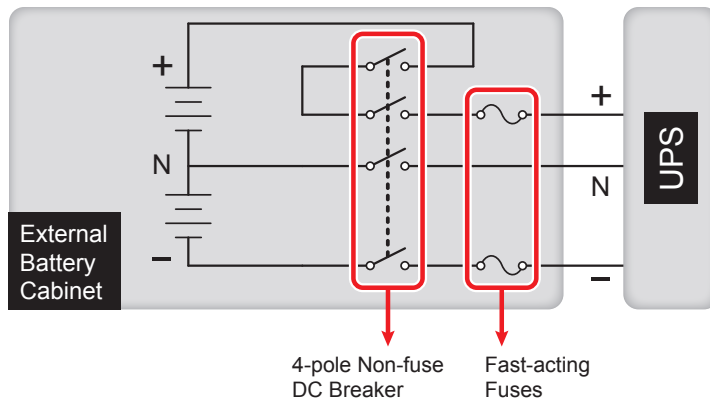 +
N
−
External
Battery
Cabinet
+
N
−
UPS
4-pole Non-fuse
DC Breaker
Fast-acting
Fuses